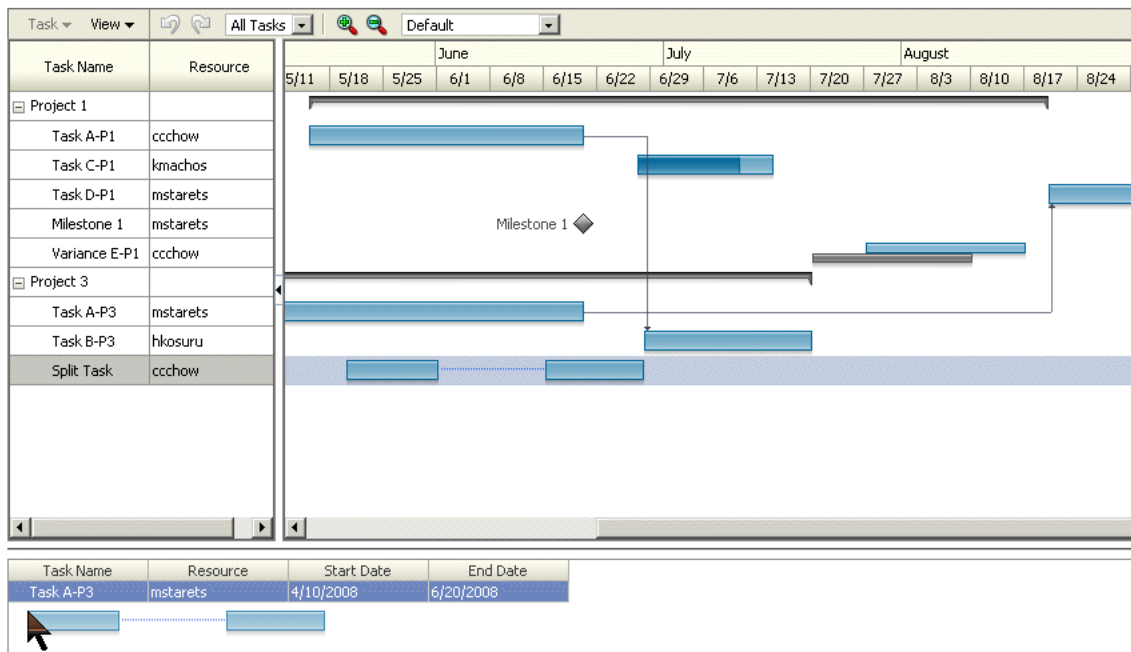 Task View All Tasks Default
Task Name Resource
June July August
5/11 5/18 5/25 6/1 6/8 6/15 6/22 6/29 7/6 7/13 7/20 7/27 8/3 8/10 8/17 8/24
Project 1
Task A-P1 ccchow
Task C-P1 kmachos
Task D-P1 mstarets
Milestone 1 mstarets Milestone 1
Variance E-P1 ccchow
Project 3
Task A-P3 mstarets
Task B-P3 hkosuru
Split Task ccchow
Task Name Resource Start Date End Date
Task A-P3 mstarets 4/10/2008 6/20/2008